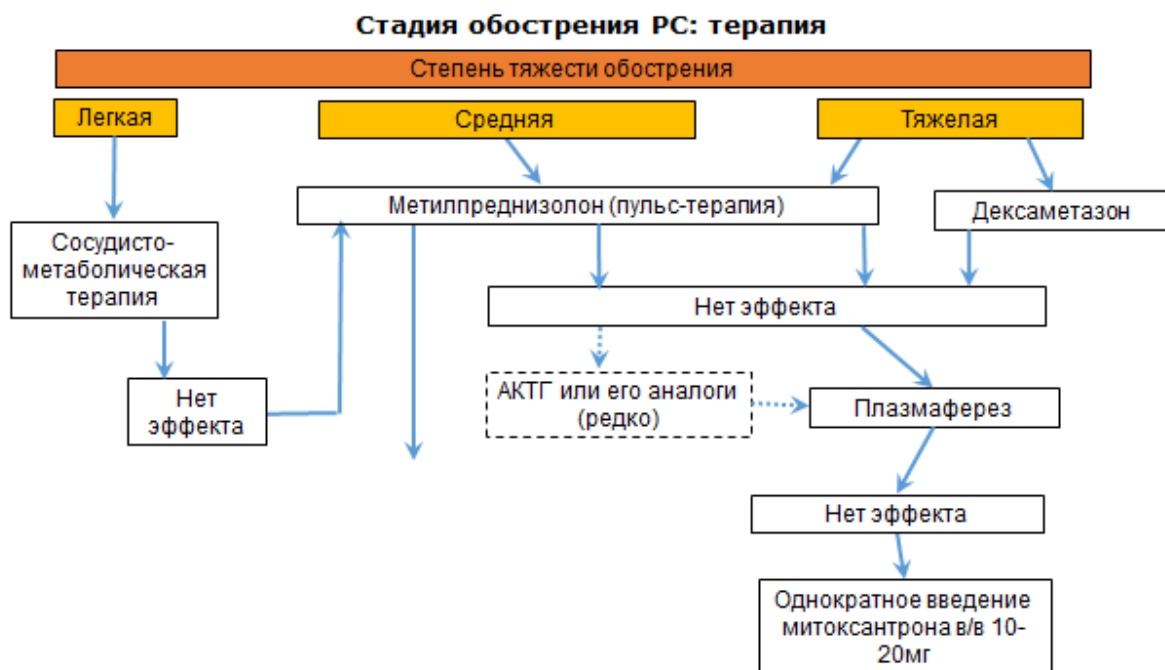 Стадия обострения РС: терапия
Степень тяжести обострения
Легкая
Средняя
Тяжелая
Метилпреднизолон (пульс-терапия)
Дексаметазон
Сосудисто-
метаболическая
терапия
Нет эффекта
Нет
эффекта
АКТГ или его аналоги
(редко)
Плазмаферез
Нет эффекта
Однократное введение
митоксантрона в/в 10-
20мг